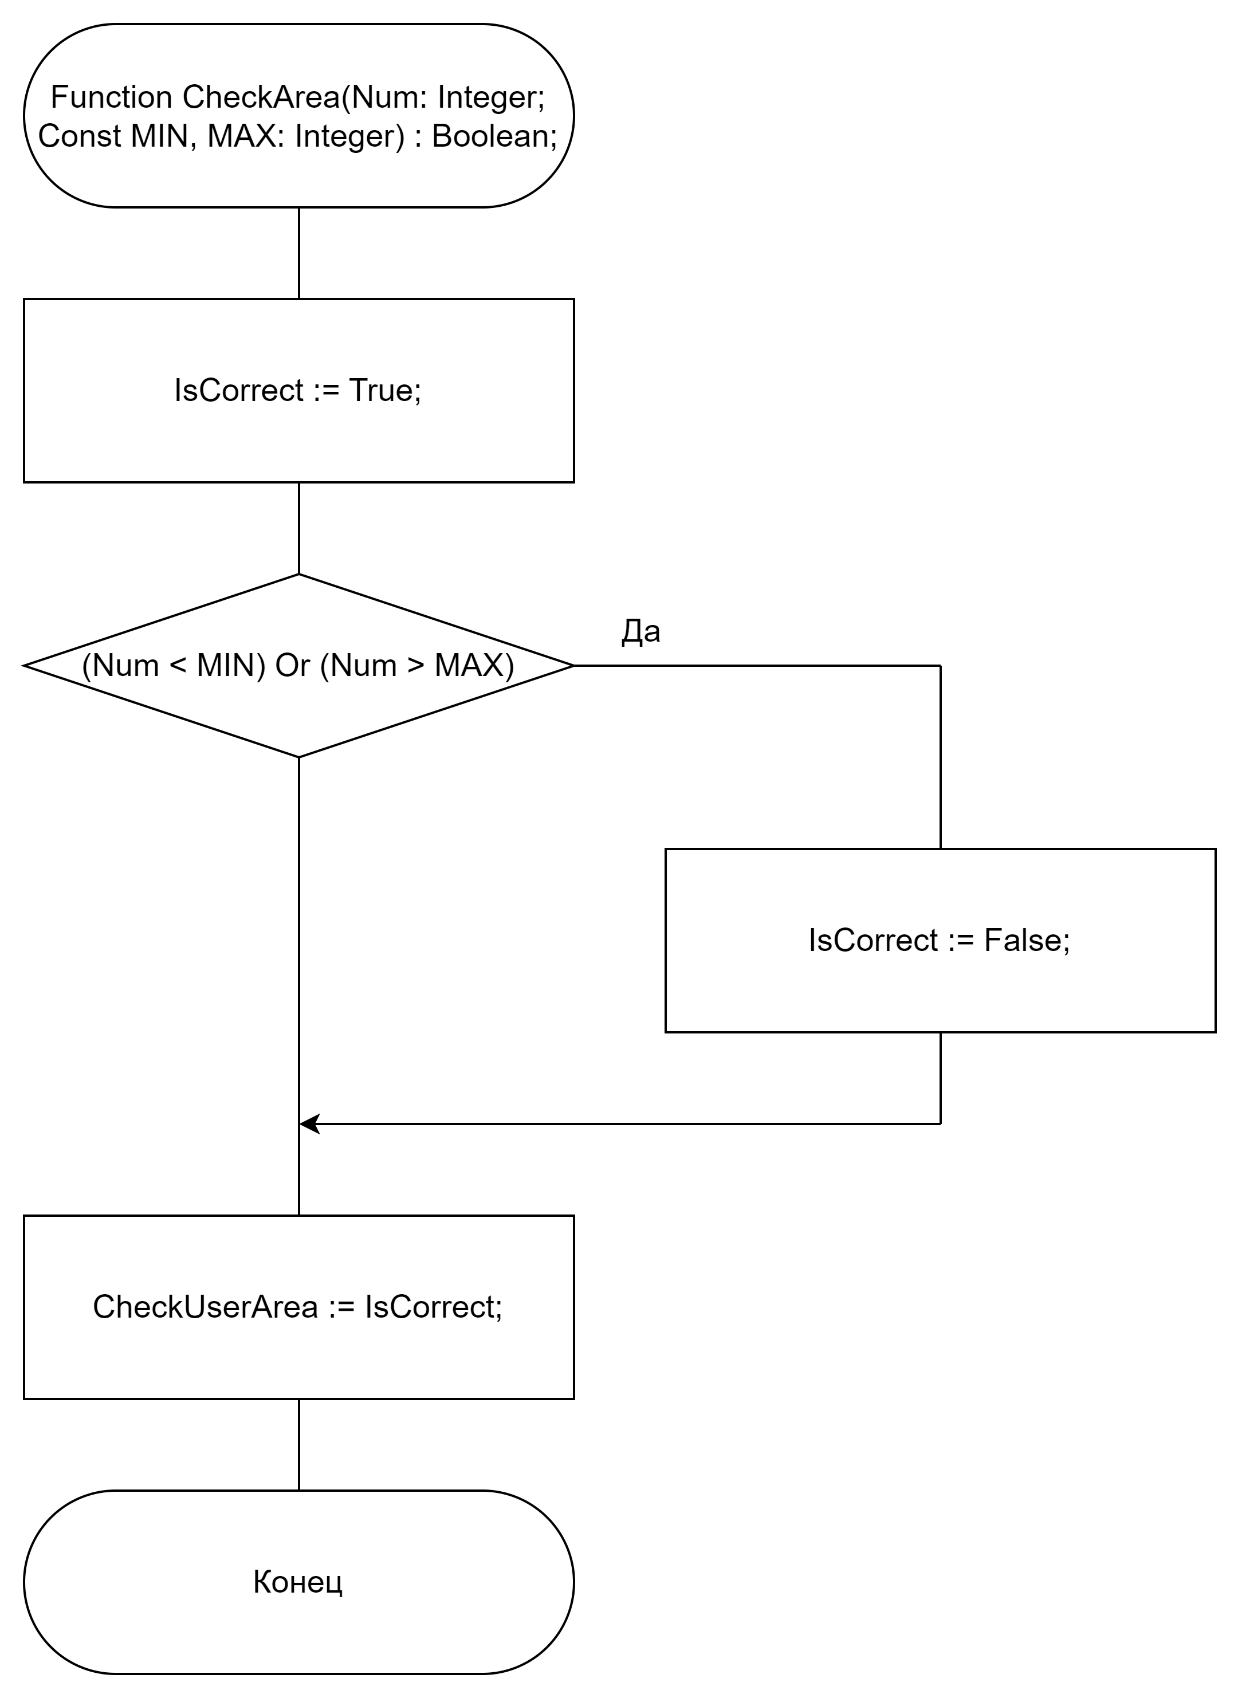 Function CheckArea(Num: Integer;
Const MIN, MAX: Integer) : Boolean;
IsCorrect := True;
(Num < MIN) Or (Num > MAX)
Да
IsCorrect := False;
CheckUserArea := IsCorrect;
Конец